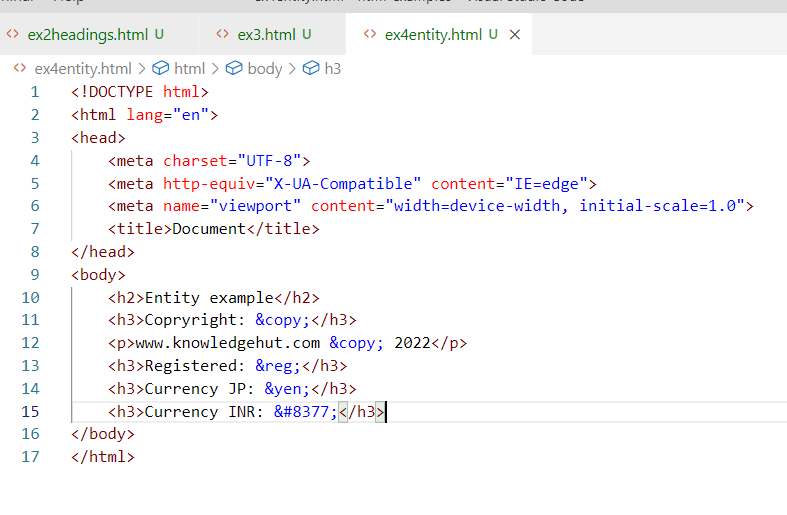 ex2headings.html U ex3.html U ex4entity.html U
ex4entity.html > html > body > h3
1 <!DOCTYPE html>
2 <html lang="en">
3 <head>
4 <meta charset="UTF-8">
5 <meta http-equiv="X-UA-Compatible" content="IE=edge">
6 <meta name="viewport" content="width=device-width, initial-scale=1.0">
7 <title>Document</title>
8 </head>
9 <body>
10 <h2>Entity example</h2>
11 <h3>Copryright: &copy;</h3>
12 <p>www.knowledgehut.com &copy; 2022</p>
13 <h3>Registered: &reg;</h3>
14 <h3>Currency JP: &yen;</h3>
15 <h3>Currency INR: &#8377;</h3>
16 </body>
17 </html>